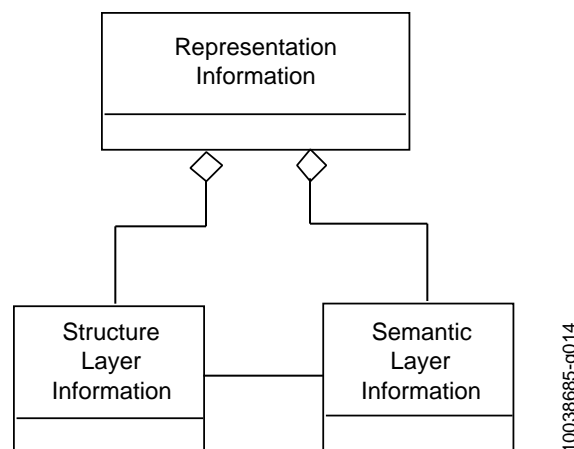 Representation
Information
Structure
Layer
Information
Semantic
Layer
Information
10038685-g014